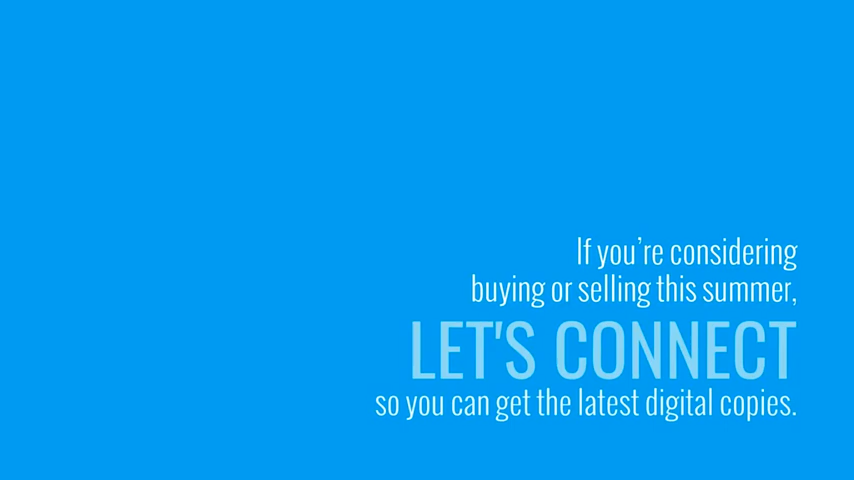 If you’re considering
buying or selling this summer,
LET'S CONNECT
so you can get the latest digital copies.